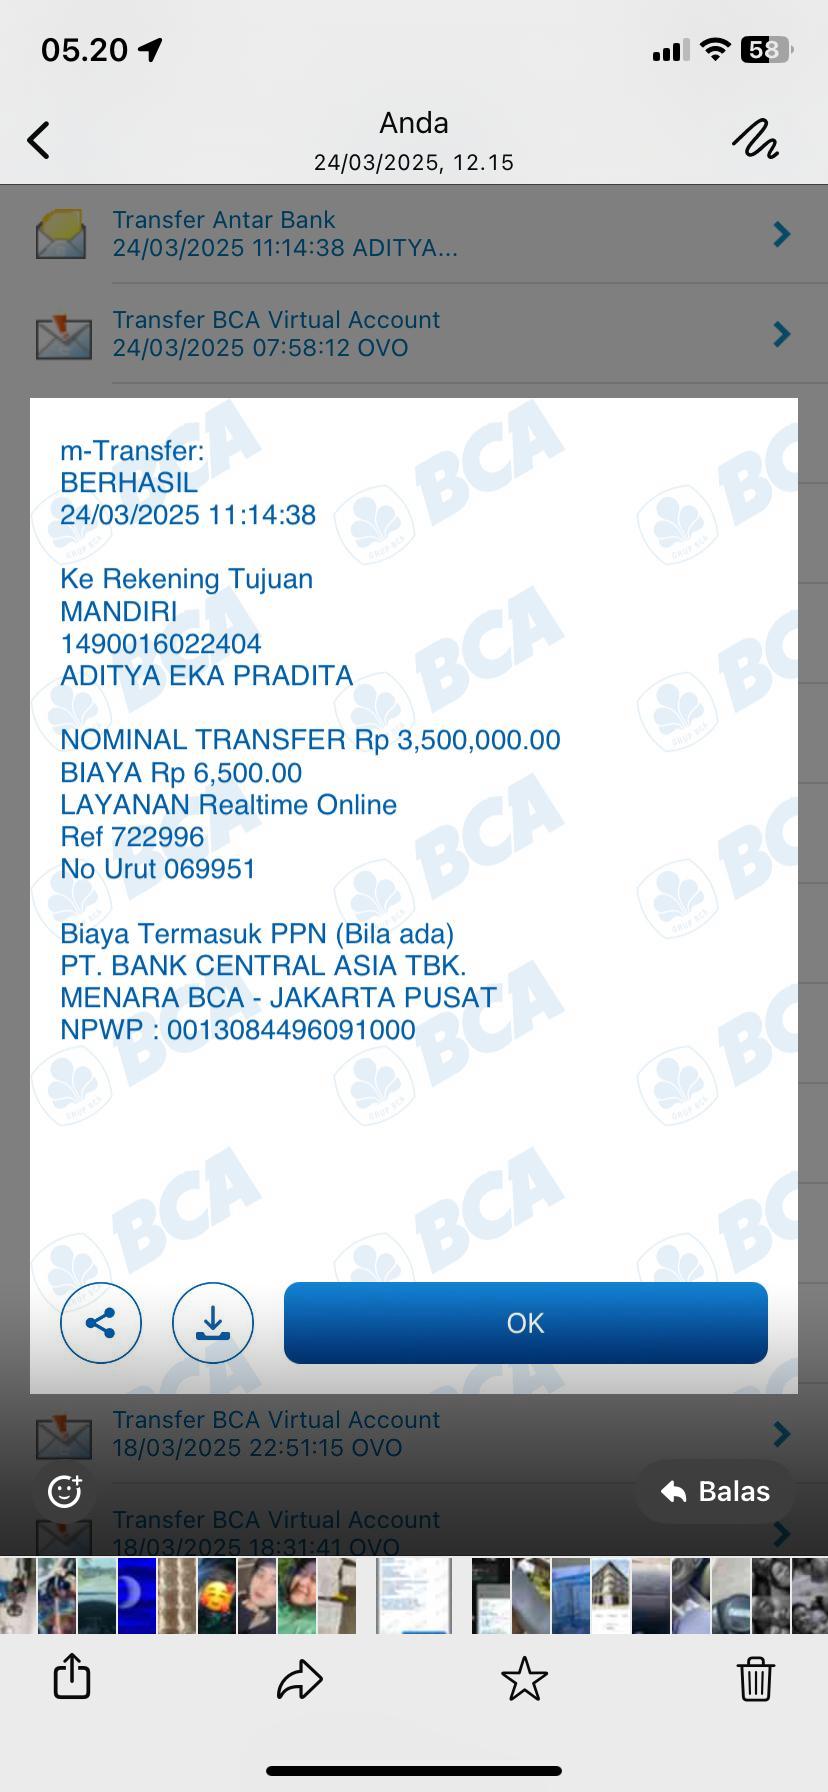 05.20
58
Anda
24/03/2025, 12.15
Transfer Antar Bank
24/03/2025 11:14:38 ADITYA...
Transfer BCA Virtual Account
24/03/2025 07:58:12 OVO
m-Transfer:
BERHASIL
24/03/2025 11:14:38
Ke Rekening Tujuan
MANDIRI
1490016022404
ADITYA EKA PRADITA
NOMINAL TRANSFER Rp 3,500,000.00
BIAYA Rp 6,500.00
LAYANAN Realtime Online
Ref 722996
No Urut 069951
Biaya Termasuk PPN (Bila ada)
PT. BANK CENTRAL ASIA TBK.
MENARA BCA - JAKARTA PUSAT
NPWP : 0013084496091000
OK
Transfer BCA Virtual Account
18/03/2025 22:51:15 OVO
Balas
Transfer BCA Virtual Account
18/03/2025 18:31:41 OVO